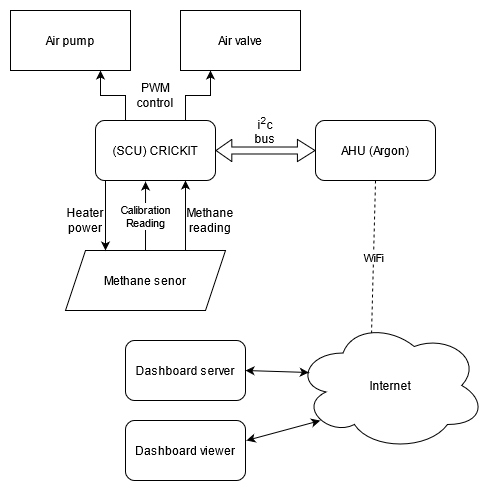 Air pump
Air valve
PWM
control
i²c
bus
(SCU) CRICKIT
AHU (Argon)
Heater
power
Calibration
Reading
Methane
reading
WiFi
Methane senor
Dashboard server
Internet
Dashboard viewer